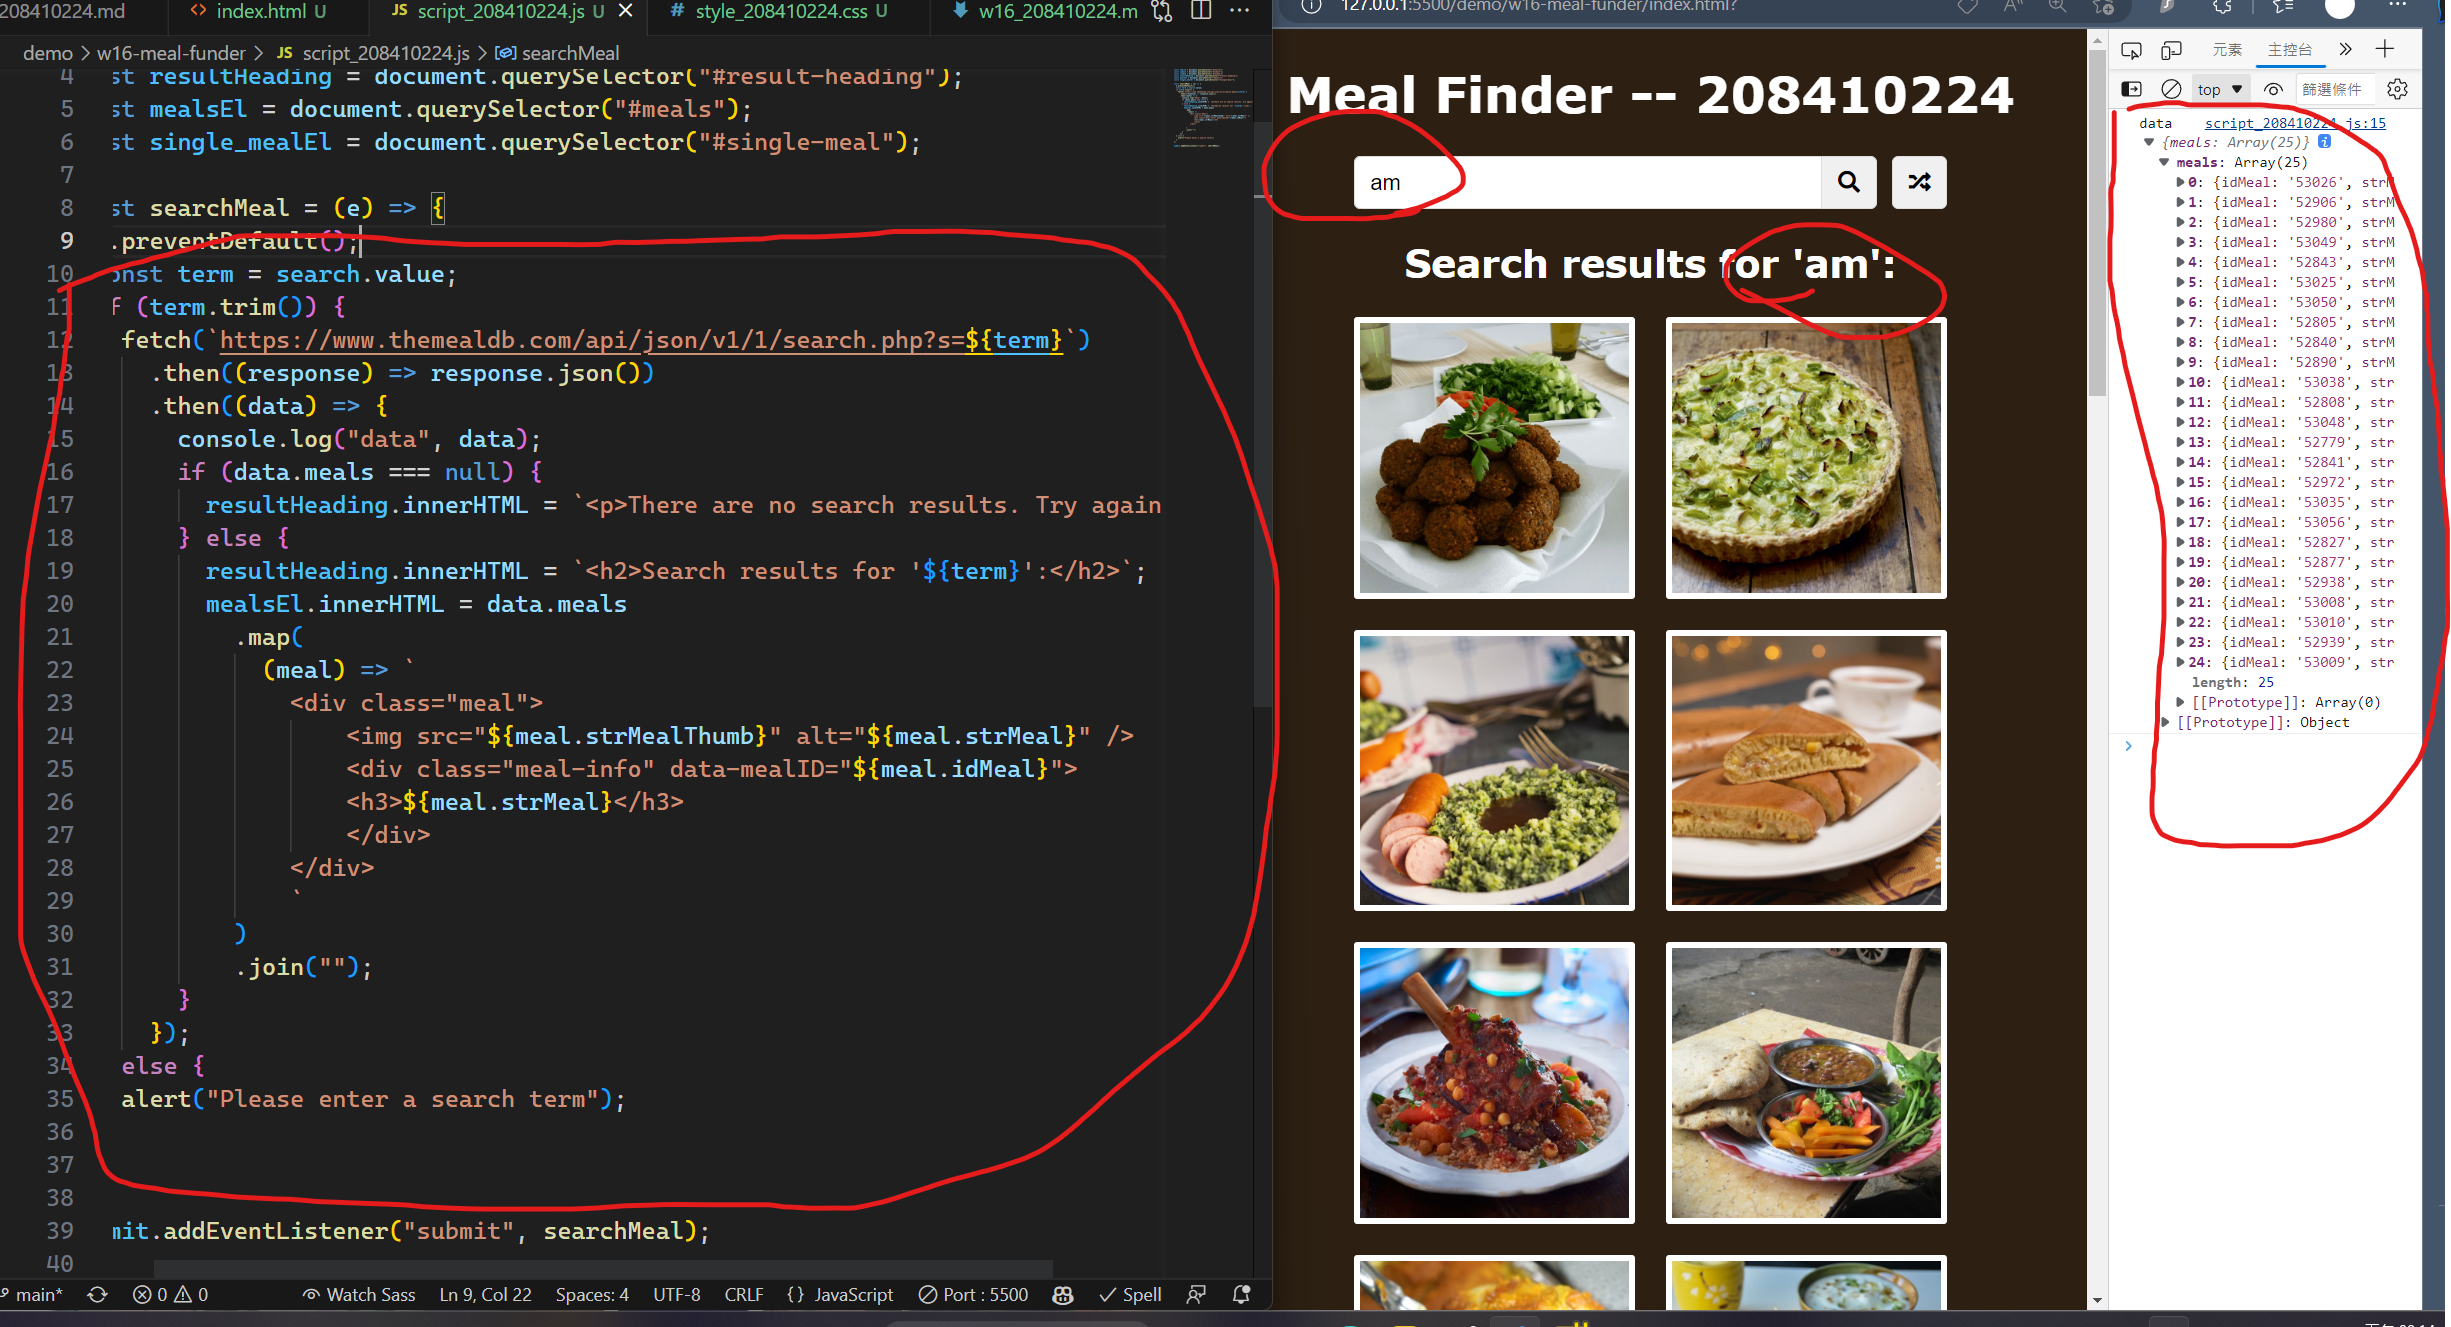 208410224.md
<> index.html U
JS script_208410224.js U
# style_208410224.css U
w16_208410224.m
demo > w16-meal-funder > JS script_208410224.js > searchMeal
4 st resultHeading = document.querySelector("#result-heading");
5 st mealsEl = document.querySelector("#meals");
6 st single_mealEl = document.querySelector("#single-meal");
7
8 st searchMeal = (e) => {
9 .preventDefault();
10 onst term = search.value;
11 f (term.trim()) {
12 fetch(`https://www.themealdb.com/api/json/v1/1/search.php?s=${term}`)
13 .then((response) => response.json())
14 .then((data) => {
15 console.log("data", data);
16 if (data.meals === null) {
17 resultHeading.innerHTML = `<p>There are no search results. Try again
18 } else {
19 resultHeading.innerHTML = `<h2>Search results for '${term}':</h2>`;
20 mealsEl.innerHTML = data.meals
21 .map(
22 (meal) => `
23 <div class="meal">
24 <img src="${meal.strMealThumb}" alt="${meal.strMeal}" />
25 <div class="meal-info" data-mealID="${meal.idMeal}">
26 <h3>${meal.strMeal}</h3>
27 </div>
28 </div>
29 `
30 )
31 .join("");
32 }
33 });
34 else {
35 alert("Please enter a search term");
36
37
38
39 mit.addEventListener("submit", searchMeal);
40
main* 0 0 Watch Sass Ln 9, Col 22 Spaces: 4 UTF-8 CRLF {} JavaScript Port : 5500 Spell
127.0.0.1:5500/demo/w16-meal-funder/index.html?
Meal Finder -- 208410224
am
Search results for 'am':
元素 主控台
top 篩選條件
data script_208410224.js:15
{meals: Array(25)}
meals: Array(25)
0: {idMeal: '53026', strM
1: {idMeal: '52906', strM
2: {idMeal: '52980', strM
3: {idMeal: '53049', strM
4: {idMeal: '52843', strM
5: {idMeal: '53025', strM
6: {idMeal: '53050', strM
7: {idMeal: '52805', strM
8: {idMeal: '52840', strM
9: {idMeal: '52890', strM
10: {idMeal: '53038', str
11: {idMeal: '52808', str
12: {idMeal: '53048', str
13: {idMeal: '52779', str
14: {idMeal: '52841', str
15: {idMeal: '52972', str
16: {idMeal: '53035', str
17: {idMeal: '53056', str
18: {idMeal: '52827', str
19: {idMeal: '52877', str
20: {idMeal: '52938', str
21: {idMeal: '53008', str
22: {idMeal: '53010', str
23: {idMeal: '52939', str
24: {idMeal: '53009', str
length: 25
[[Prototype]]: Array(0)
[[Prototype]]: Object